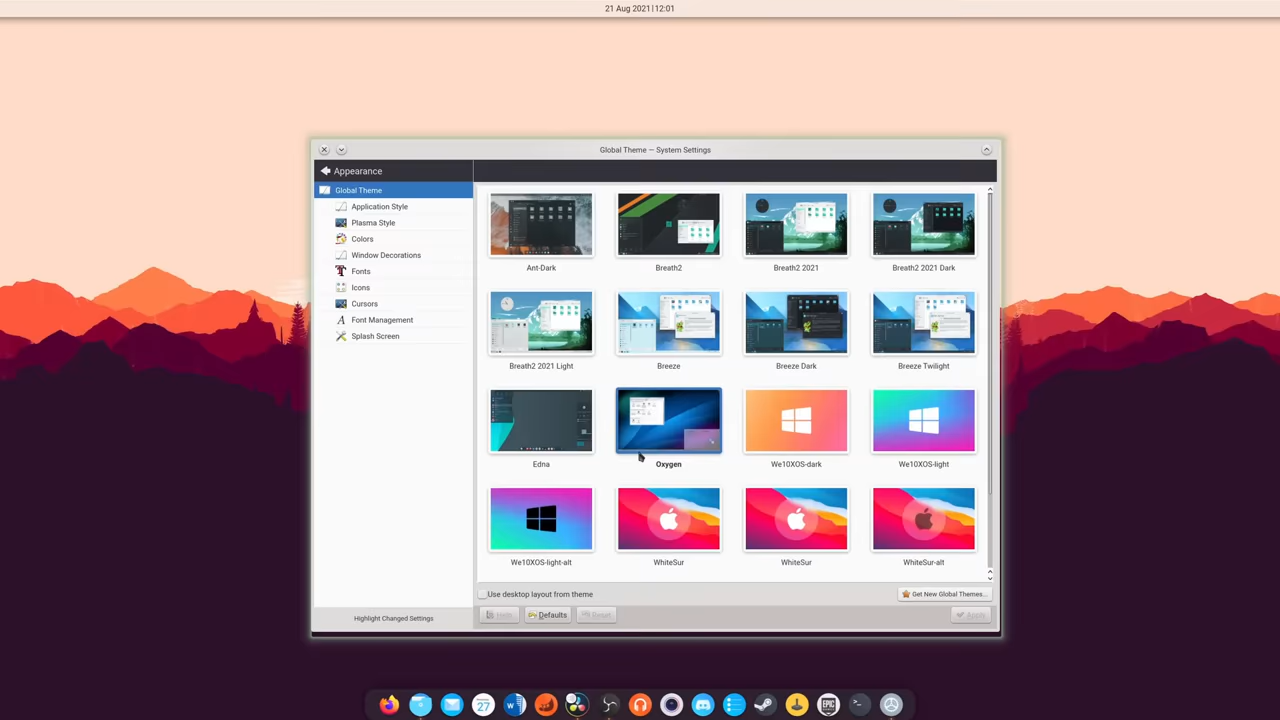 21 Aug 2021|12:01
Global Theme — System Settings
Appearance
Global Theme
Application Style
Plasma Style
Colors
Window Decorations
Fonts
Icons
Cursors
Font Management
Splash Screen
Highlight Changed Settings
Ant-Dark
Breath2
Breath2 2021
Breath2 2021 Dark
Breath2 2021 Light
Breeze
Breeze Dark
Breeze Twilight
Edna
Oxygen
We10XOS-dark
We10XOS-light
We10XOS-light-alt
WhiteSur
WhiteSur
WhiteSur-alt
Use desktop layout from theme
Get New Global Themes...
Help
Defaults
Reset
Apply
27
W
EPIC